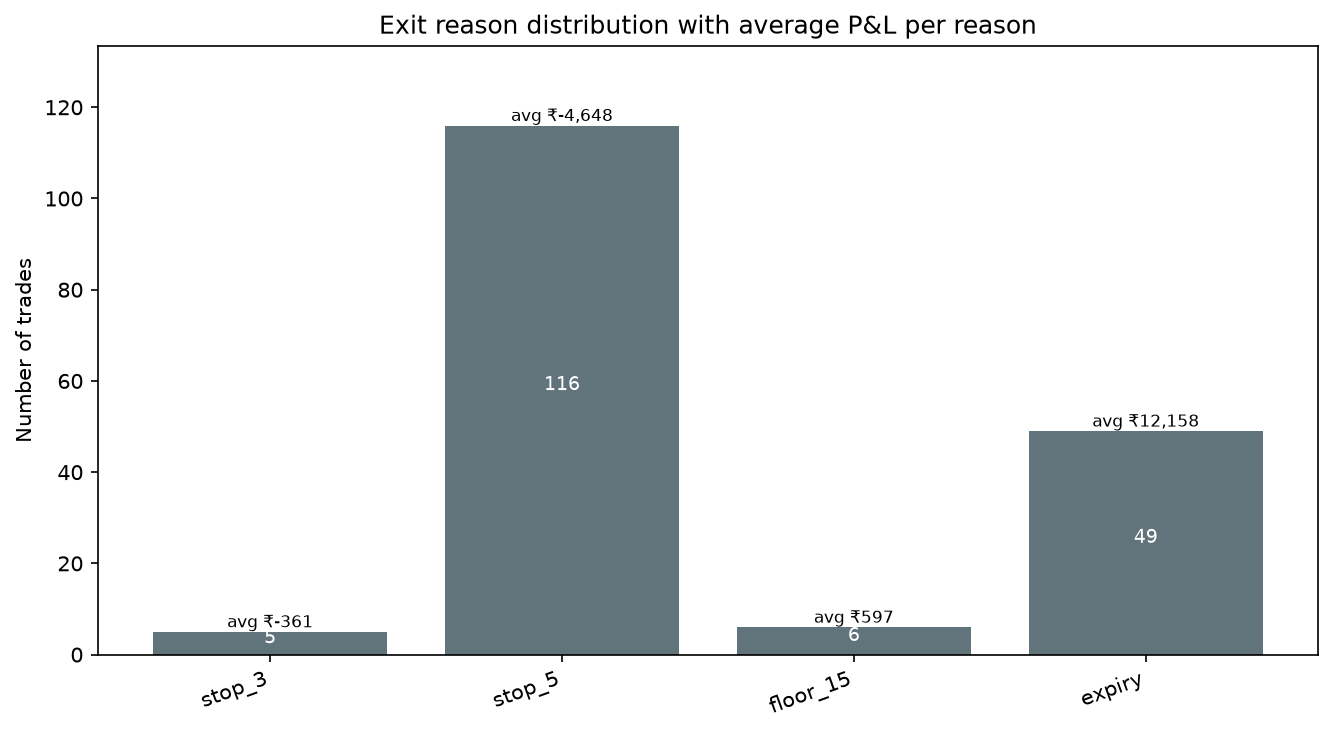 Exit reason distribution with average P&L per reason
Number of trades
120
100
80
60
40
20
0
avg ₹-361
5
avg ₹-4,648
116
avg ₹597
6
avg ₹12,158
49
stop_3
stop_5
floor_15
expiry